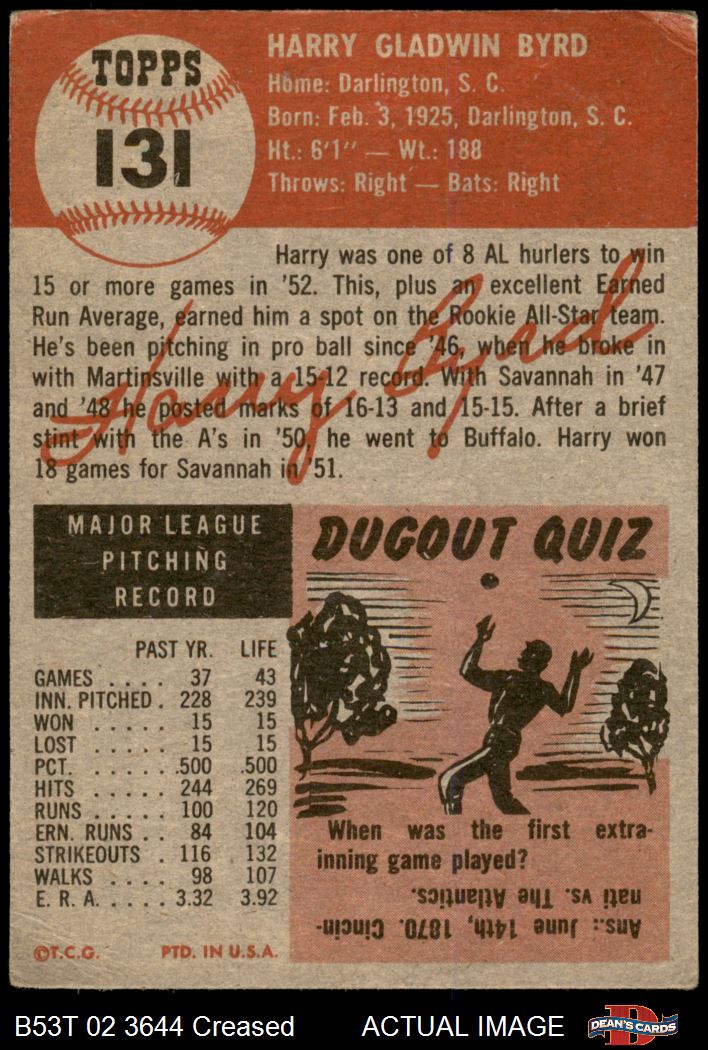 TOPPS
131
HARRY GLADWIN BYRD
Home: Darlington, S. C.
Born: Feb. 3, 1925, Darlington, S. C.
Ht.: 6'1" — Wt.: 188
Throws: Right — Bats: Right
Harry was one of 8 AL hurlers to win
15 or more games in '52. This, plus an excellent Earned
Run Average, earned him a spot on the Rookie All-Star team.
He's been pitching in pro ball since '46, when he broke in
with Martinsville with a 15-12 record. With Savannah in '47
and '48 he posted marks of 16-13 and 15-15. After a brief
stint with the A's in '50, he went to Buffalo. Harry won
18 games for Savannah in '51.
Harry Byrd
MAJOR LEAGUE
PITCHING
RECORD
PAST YR. LIFE
GAMES . . . . 37 43
INN. PITCHED . 228 239
WON . . . . . 15 15
LOST . . . . . 15 15
PCT. . . . . . .500 .500
HITS . . . . . 244 269
RUNS . . . . . 100 120
ERN. RUNS . . 84 104
STRIKEOUTS . 116 132
WALKS . . . . 98 107
E. R. A. . . . . 3.32 3.92
©T.C.G. PTD. IN U.S.A.
DUGOUT QUIZ
When was the first extra-
inning game played?
Ans.: June 14th, 1870. Cincin-
nati vs. The Atlantics.
B53T 02 3644 Creased ACTUAL IMAGE
D
DEAN'S CARDS